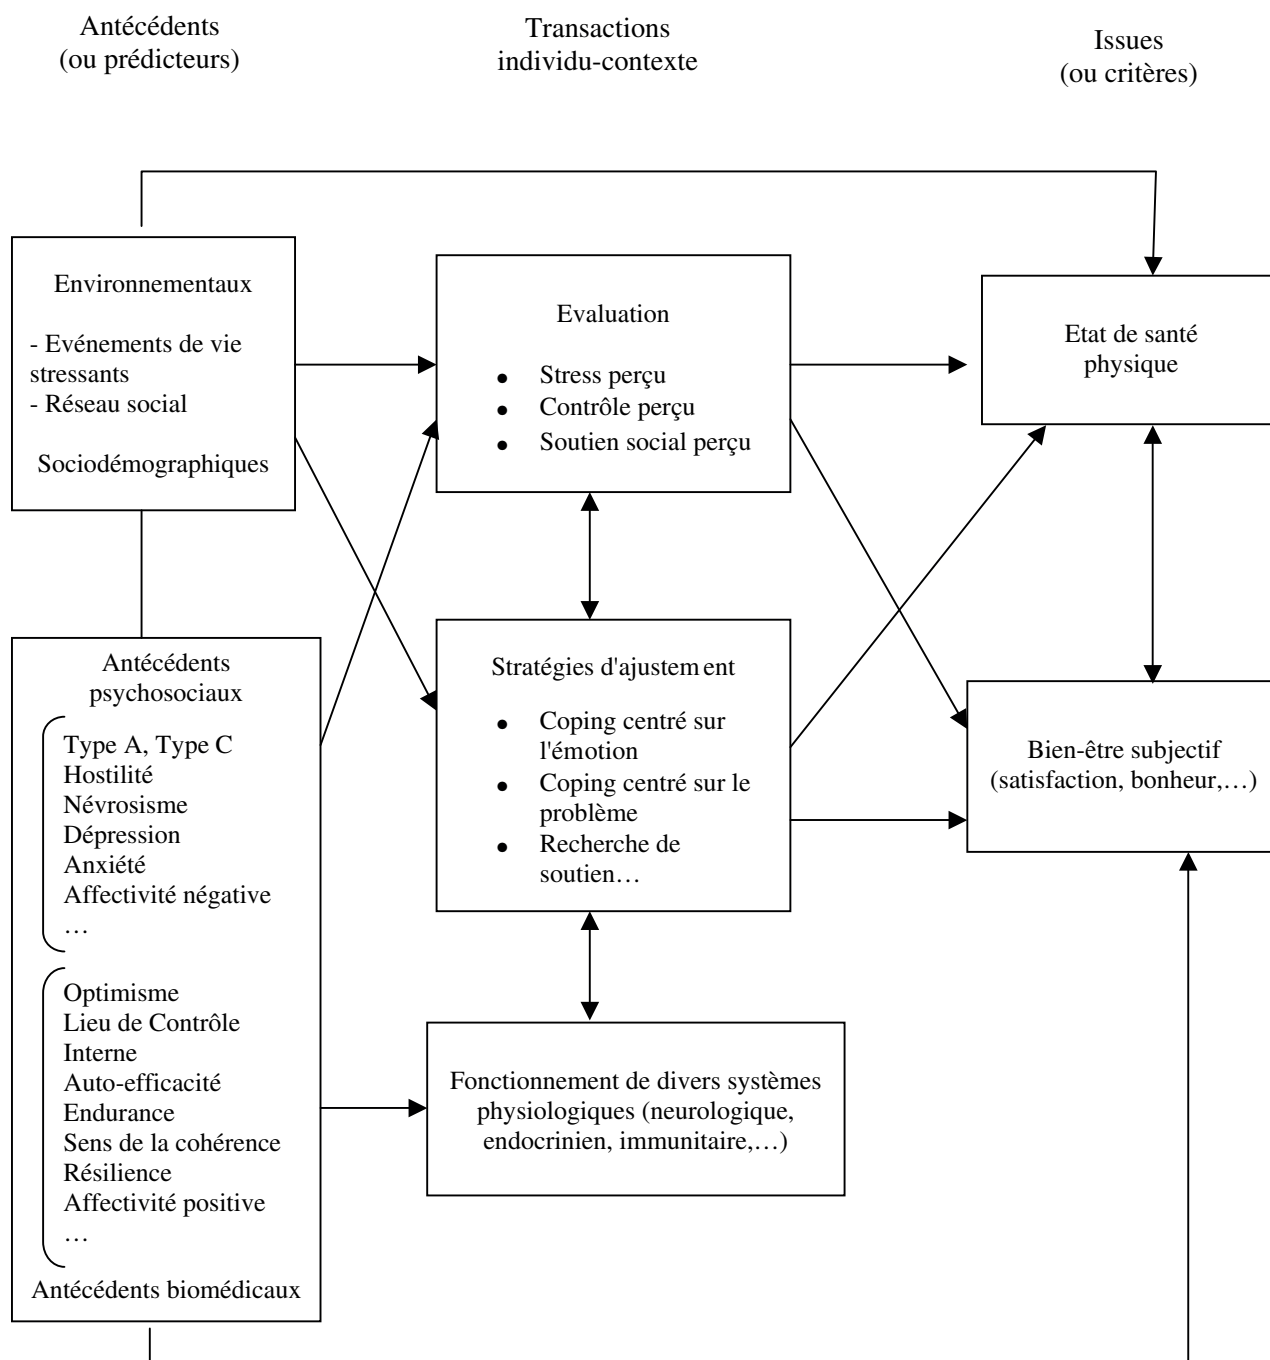 Antécédents
(ou prédicteurs)
Transactions
individu-contexte
Issues
(ou critères)
Environnementaux
- Evénements de vie
stressants
- Réseau social
Sociodémographiques
Evaluation
● Stress perçu
● Contrôle perçu
● Soutien social perçu
Etat de santé
physique
Antécédents
psychosociaux
Type A, Type C
Hostilité
Névrosisme
Dépression
Anxiété
Affectivité négative
…
Optimisme
Lieu de Contrôle
Interne
Auto-efficacité
Endurance
Sens de la cohérence
Résilience
Affectivité positive
…
Antécédents biomédicaux
Stratégies d'ajustement
● Coping centré sur
l'émotion
● Coping centré sur le
problème
● Recherche de
soutien…
Bien-être subjectif
(satisfaction, bonheur,…)
Fonctionnement de divers systèmes
physiologiques (neurologique,
endocrinien, immunitaire,…)